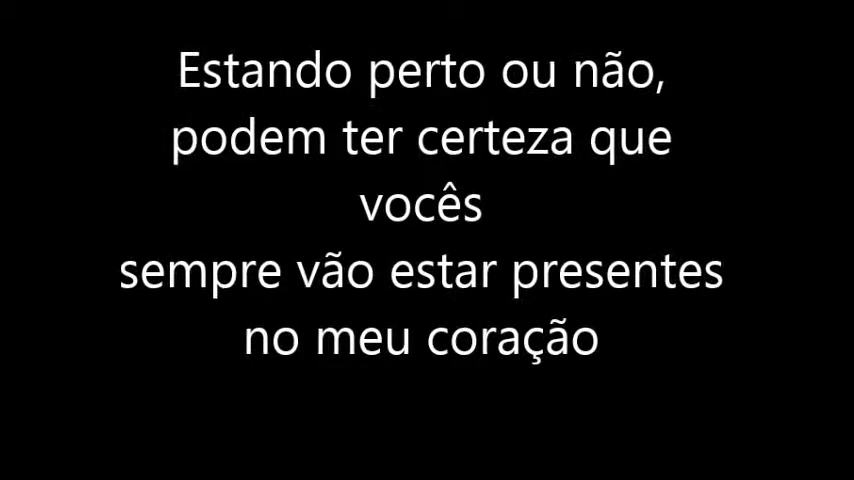 Estando perto ou não,
podem ter certeza que
vocês
sempre vão estar presentes
no meu coração